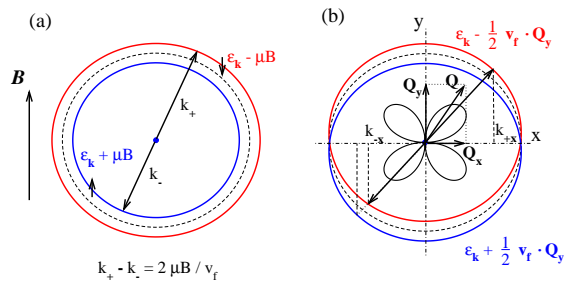 (a)
B
ε_k - μB
k_+
ε_k + μB
k_-
k_+ - k_- = 2 μB / v_f
(b)
y
ε_k - 1/2 v_f · Q_y
Q_y
Q
k_-x
k_+x
x
Q_x
ε_k + 1/2 v_f · Q_y